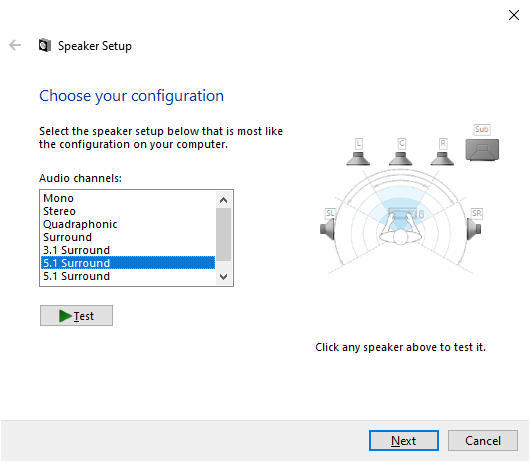 Speaker Setup
Choose your configuration
Select the speaker setup below that is most like
the configuration on your computer.
Audio channels:
Mono
Stereo
Quadraphonic
Surround
3.1 Surround
5.1 Surround
5.1 Surround
Test
L
C
R
Sub
SL
SR
Click any speaker above to test it.
Next
Cancel